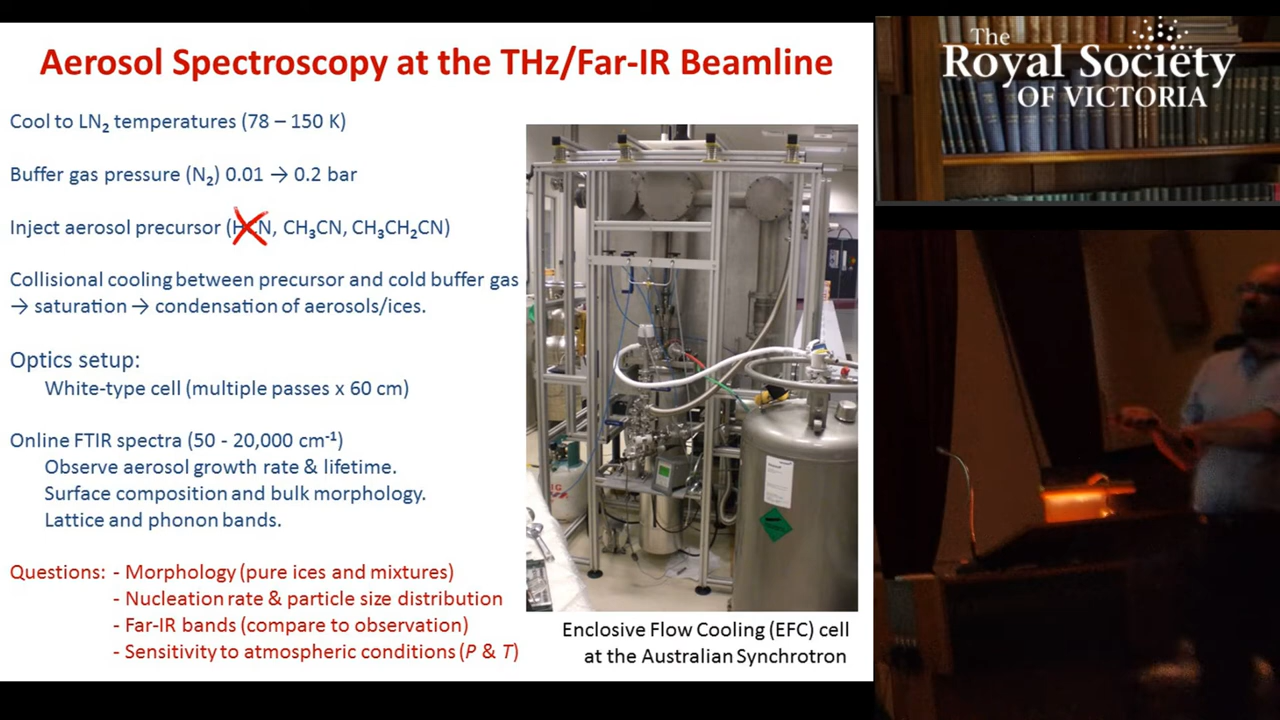 Aerosol Spectroscopy at the THz/Far-IR Beamline
Cool to LN₂ temperatures (78 – 150 K)
Buffer gas pressure (N₂) 0.01 → 0.2 bar
Inject aerosol precursor (HCN, CH₃CN, CH₃CH₂CN)
Collisional cooling between precursor and cold buffer gas
→ saturation → condensation of aerosols/ices.
Optics setup:
White-type cell (multiple passes x 60 cm)
Online FTIR spectra (50 - 20,000 cm⁻¹)
Observe aerosol growth rate & lifetime.
Surface composition and bulk morphology.
Lattice and phonon bands.
Questions: - Morphology (pure ices and mixtures)
- Nucleation rate & particle size distribution
- Far-IR bands (compare to observation)
- Sensitivity to atmospheric conditions (P & T)
Enclosive Flow Cooling (EFC) cell
at the Australian Synchrotron
The
Royal Society
OF VICTORIA